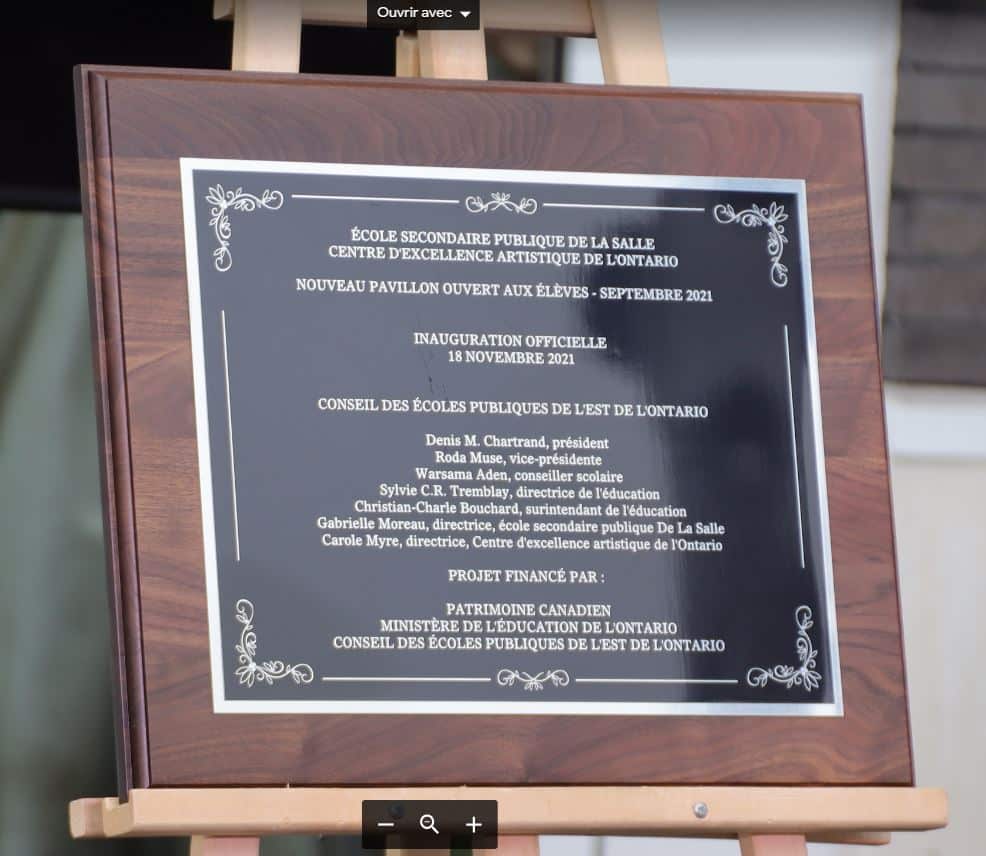 Ouvrir avec
ÉCOLE SECONDAIRE PUBLIQUE DE LA SALLE
CENTRE D'EXCELLENCE ARTISTIQUE DE L'ONTARIO
NOUVEAU PAVILLON OUVERT AUX ÉLÈVES - SEPTEMBRE 2021
INAUGURATION OFFICIELLE
18 NOVEMBRE 2021
CONSEIL DES ÉCOLES PUBLIQUES DE L'EST DE L'ONTARIO
Denis M. Chartrand, président
Roda Muse, vice-présidente
Warsama Aden, conseiller scolaire
Sylvie C.R. Tremblay, directrice de l'éducation
Christian-Charle Bouchard, surintendant de l'éducation
Gabrielle Moreau, directrice, école secondaire publique De La Salle
Carole Myre, directrice, Centre d'excellence artistique de l'Ontario
PROJET FINANCÉ PAR :
PATRIMOINE CANADIEN
MINISTÈRE DE L'ÉDUCATION DE L'ONTARIO
CONSEIL DES ÉCOLES PUBLIQUES DE L'EST DE L'ONTARIO